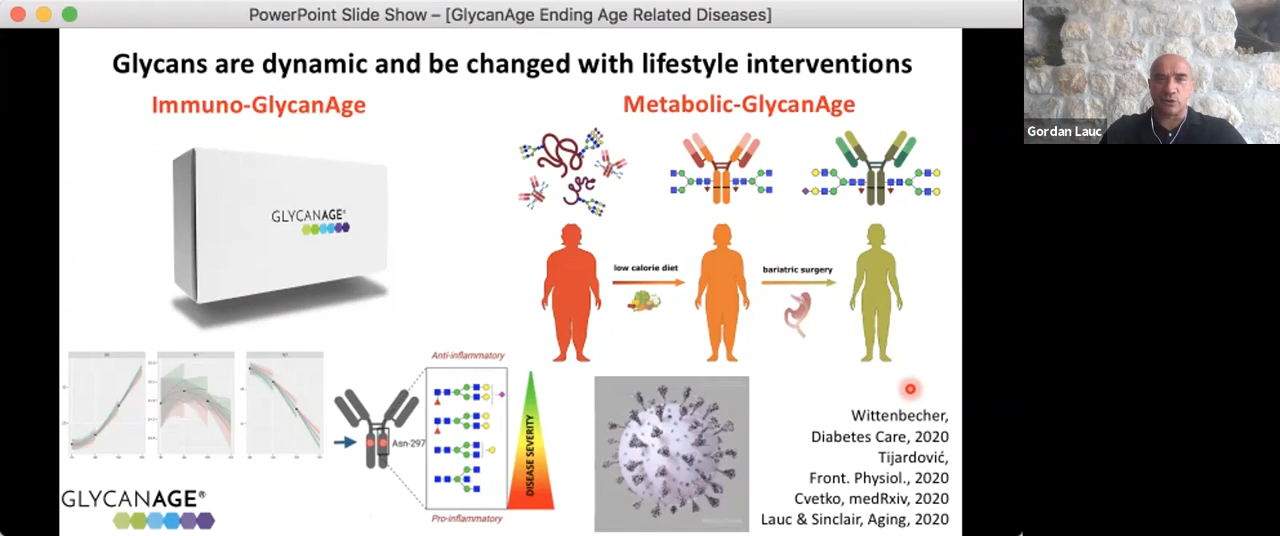 PowerPoint Slide Show – [GlycanAge Ending Age Related Diseases]
Gordan Lauc
Glycans are dynamic and be changed with lifestyle interventions
Immuno-GlycanAge
Metabolic-GlycanAge
GLYCANAGE®
low calorie diet
bariatric surgery
Anti-inflammatory
Asn-297
DISEASE SEVERITY
Pro-inflammatory
GLYCANAGE®
Wittenbecher,
Diabetes Care, 2020
Tijardović,
Front. Physiol., 2020
Cvetko, medRxiv, 2020
Lauc & Sinclair, Aging, 2020